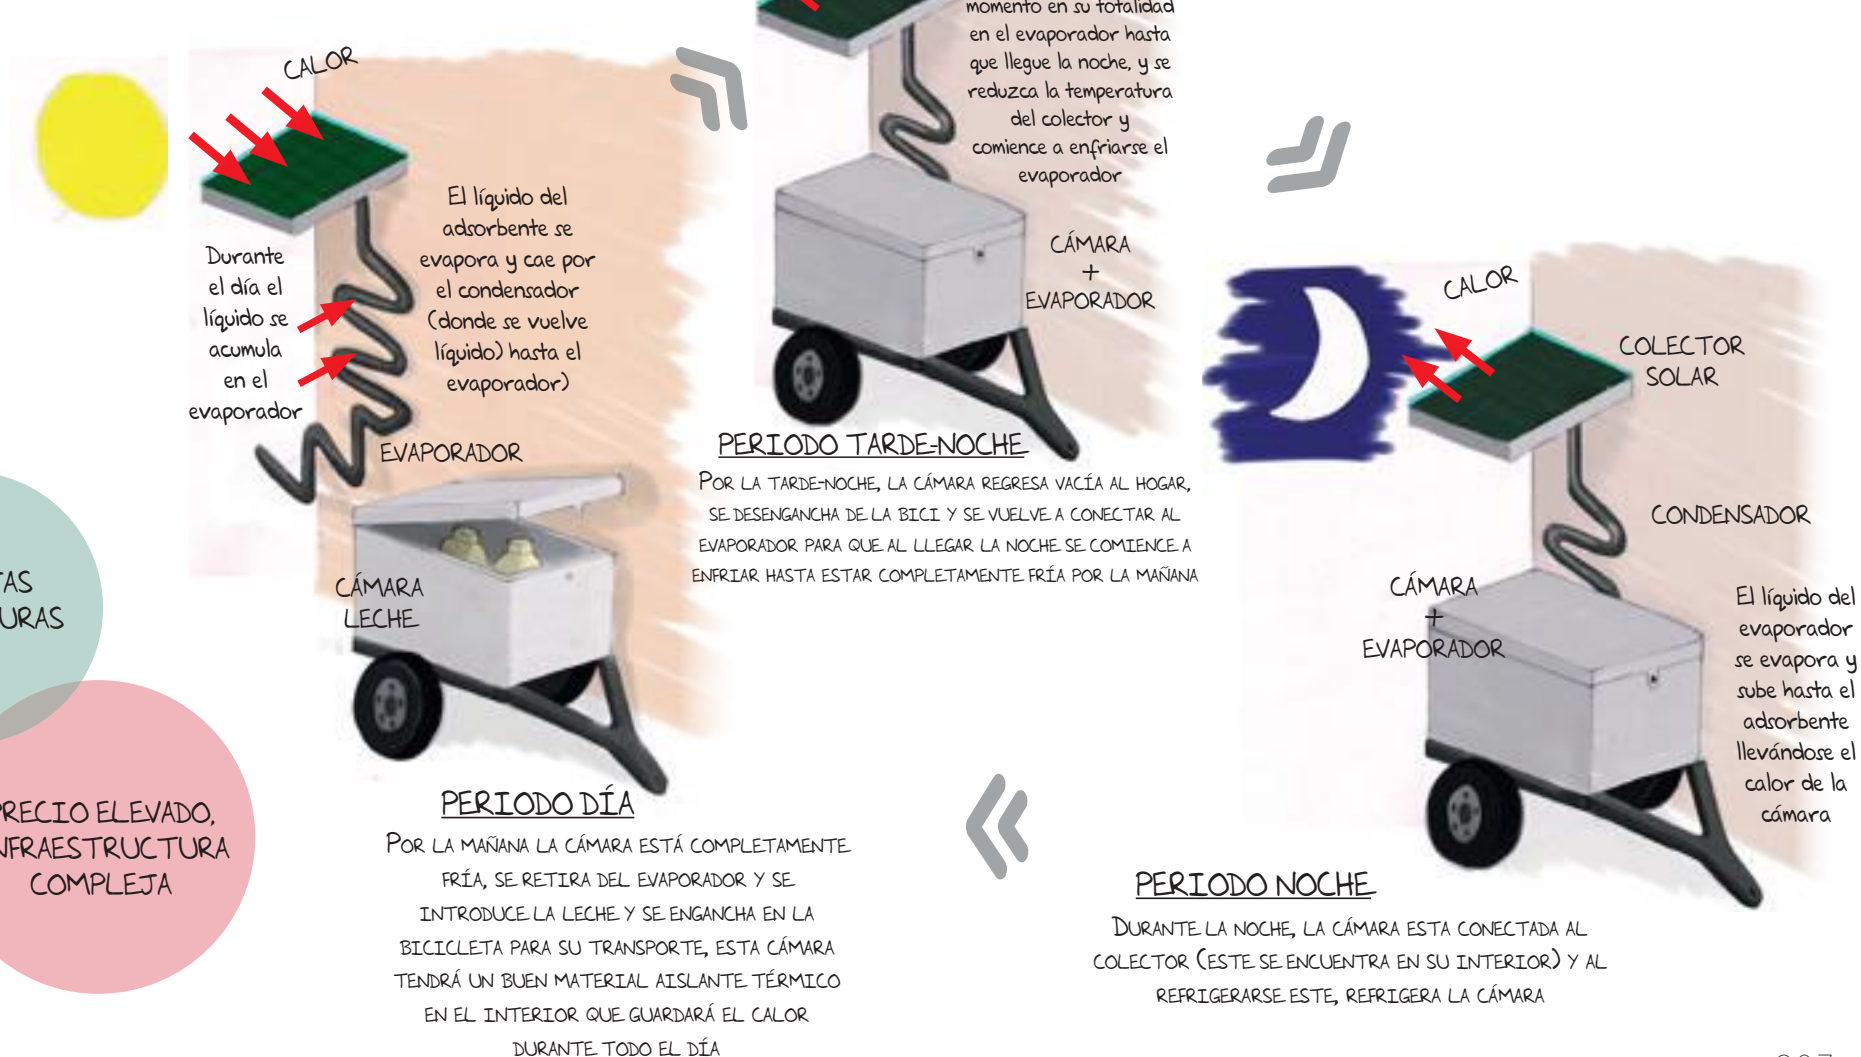 CALOR
Durante
el día el
líquido se
acumula
en el
evaporador
El líquido del
adsorbente se
evapora y cae por
el condensador
(donde se vuelve
líquido) hasta el
evaporador)
EVAPORADOR
CÁMARA
LECHE
PERIODO DÍA
POR LA MAÑANA LA CÁMARA ESTÁ COMPLETAMENTE
FRÍA, SE RETIRA DEL EVAPORADOR Y SE
INTRODUCE LA LECHE Y SE ENGANCHA EN LA
BICICLETA PARA SU TRANSPORTE, ESTA CÁMARA
TENDRÁ UN BUEN MATERIAL AISLANTE TÉRMICO
EN EL INTERIOR QUE GUARDARÁ EL CALOR
DURANTE TODO EL DÍA
momento en su totalidad
en el evaporador hasta
que llegue la noche, y se
reduzca la temperatura
del colector y
comience a enfriarse el
evaporador
CÁMARA
+
EVAPORADOR
PERIODO TARDE-NOCHE
POR LA TARDE-NOCHE, LA CÁMARA REGRESA VACÍA AL HOGAR,
SE DESENGANCHA DE LA BICI Y SE VUELVE A CONECTAR AL
EVAPORADOR PARA QUE AL LLEGAR LA NOCHE SE COMIENCE A
ENFRIAR HASTA ESTAR COMPLETAMENTE FRÍA POR LA MAÑANA
CALOR
COLECTOR
SOLAR
CONDENSADOR
CÁMARA
+
EVAPORADOR
El líquido del
evaporador
se evapora y
sube hasta el
adsorbente
llevándose el
calor de la
cámara
PERIODO NOCHE
DURANTE LA NOCHE, LA CÁMARA ESTA CONECTADA AL
COLECTOR (ESTE SE ENCUENTRA EN SU INTERIOR) Y AL
REFRIGERARSE ESTE, REFRIGERA LA CÁMARA
TAS
URAS
PRECIO ELEVADO,
NFRAESTRUCTURA
COMPLEJA